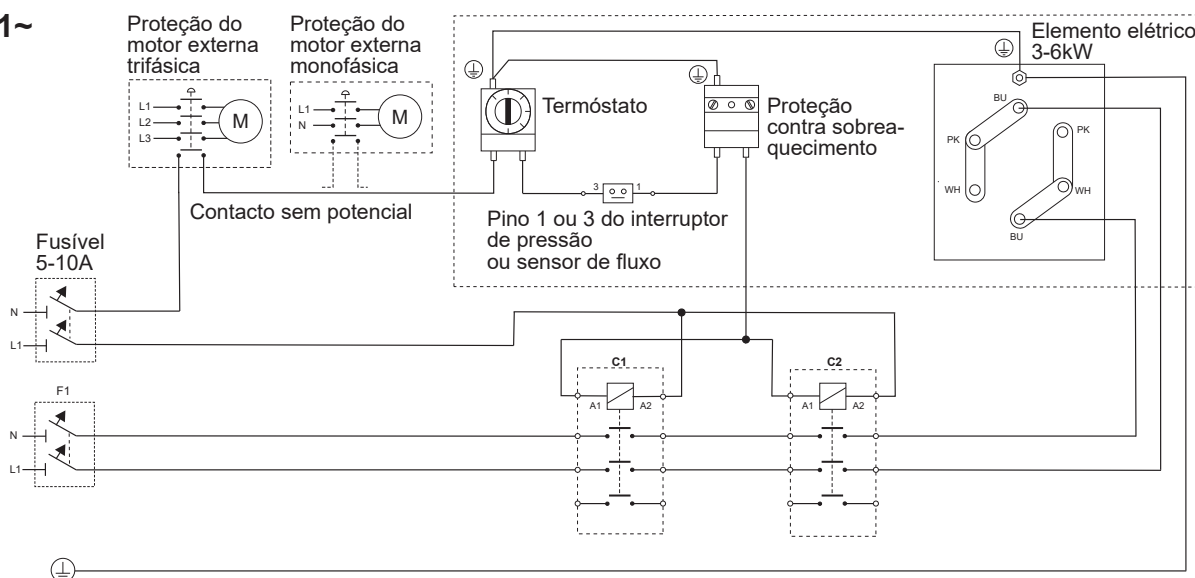 1~
Proteção do
motor externa
trifásica
L1
L2
L3
M
Proteção do
motor externa
monofásica
L1
N
M
Contacto sem potencial
Termóstato
Proteção
contra sobrea-
quecimento
3
1
Pino 1 ou 3 do interruptor
de pressão
ou sensor de fluxo
Elemento elétrico
3-6kW
BU
PK
PK
WH
WH
BU
Fusível
5-10A
N
L1
F1
N
L1
C1
A1
A2
C2
A1
A2